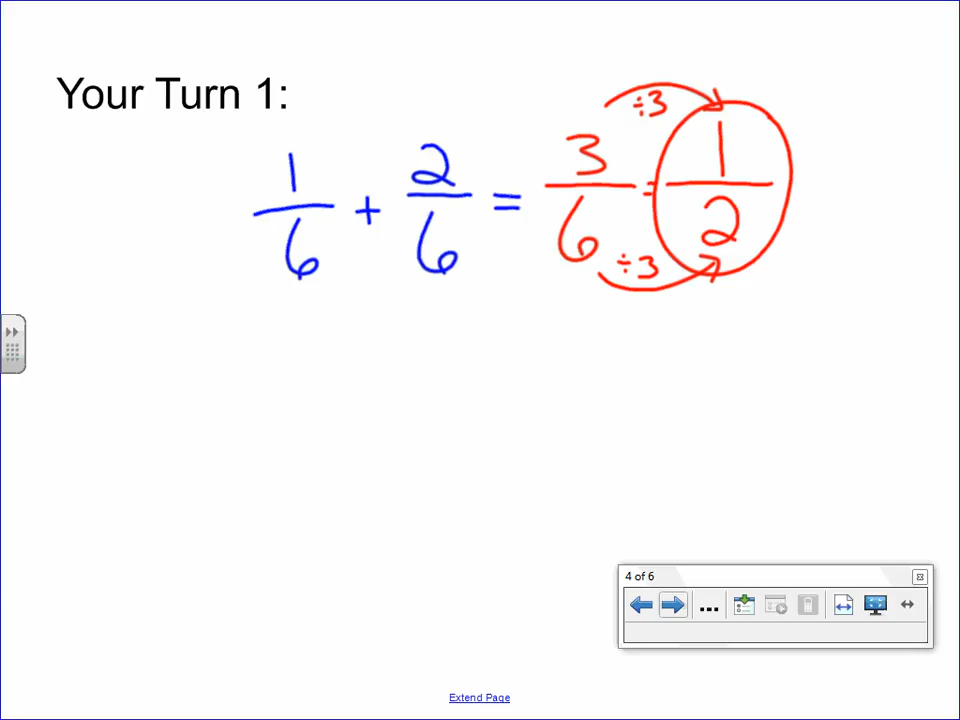 Your Turn 1:
÷3
1/6 + 2/6 = 3/6 = 1/2
÷3
4 of 6
...
Extend Page